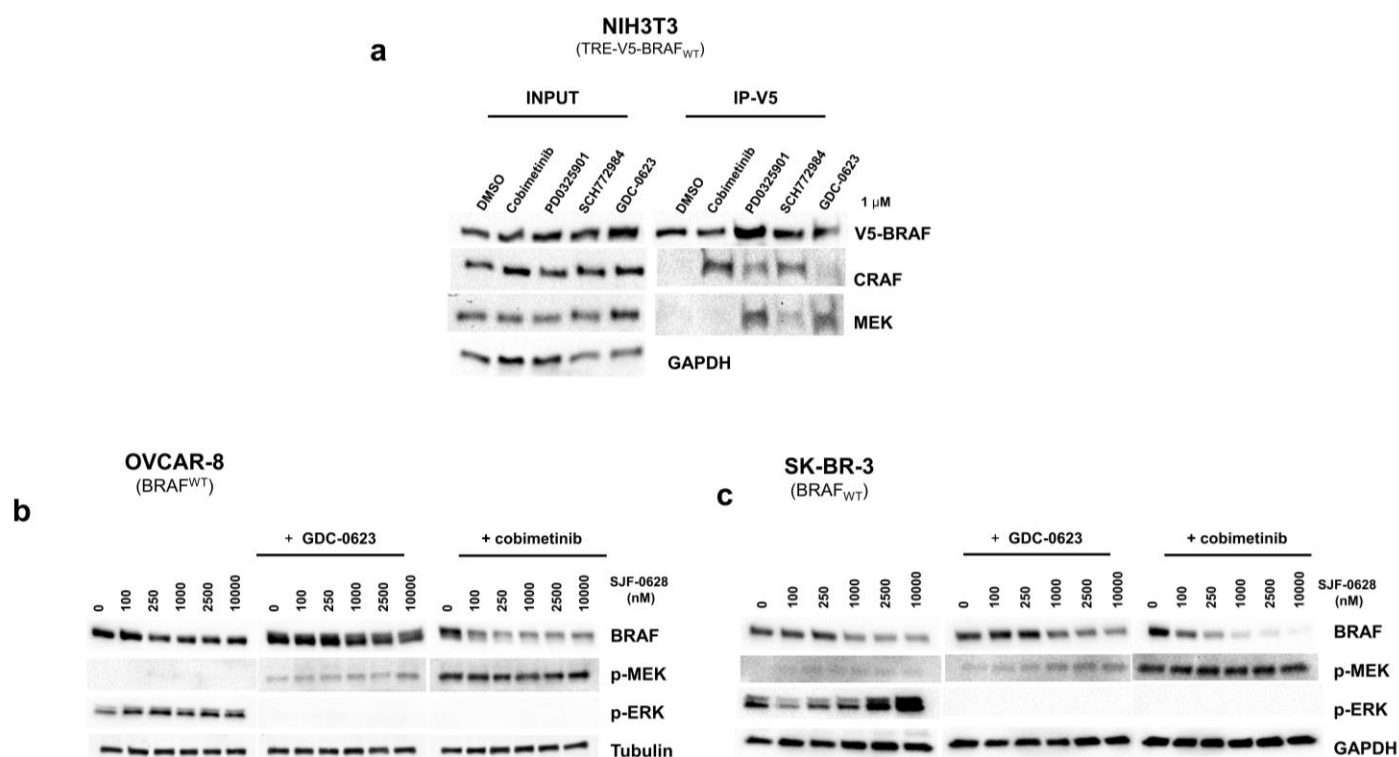 NIH3T3
(TRE-V5-BRAFWT)
a
INPUT
IP-V5
DMSO
Cobimetinib
PD0325901
SCH772984
GDC-0623
DMSO
Cobimetinib
PD0325901
SCH772984
GDC-0623
1 µM
V5-BRAF
CRAF
MEK
GAPDH
OVCAR-8
(BRAFWT)
b
+ GDC-0623
+ cobimetinib
0 100 250 1000 2500 10000
0 100 250 1000 2500 10000
0 100 250 1000 2500 10000
SJF-0628
(nM)
BRAF
p-MEK
p-ERK
Tubulin
SK-BR-3
(BRAFWT)
c
+ GDC-0623
+ cobimetinib
0 100 250 1000 2500 10000
0 100 250 1000 2500 10000
0 100 250 1000 2500 10000
SJF-0628
(nM)
BRAF
p-MEK
p-ERK
GAPDH